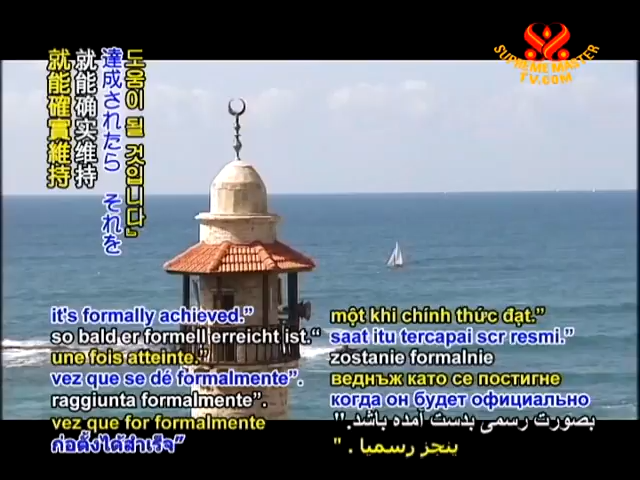 SUPREME MASTER
TV.COM
도움이 될 것입니다”
達成されたら それを
就能确实维持
就能確實維持
it's formally achieved.”
so bald er formell erreicht ist.“
une fois atteinte.”
vez que se dé formalmente”.
raggiunta formalmente”.
vez que for formalmente
ก่อตั้งได้สำเร็จ”
một khi chính thức đạt.”
saat itu tercapai scr resmi.”
zostanie formalnie
веднъж като се постигне
когда он будет официально
بصورت رسمی بدست آمده باشد."
ينجز رسميا . "